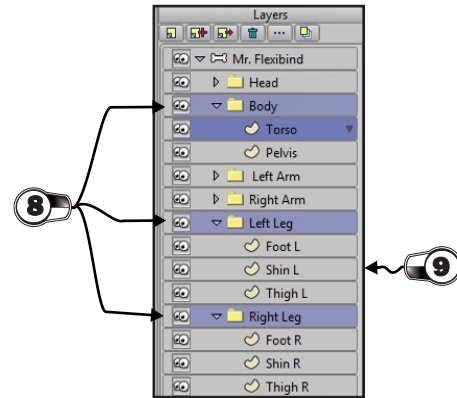 Layers
Mr. Flexibind
Head
Body
Torso
Pelvis
Left Arm
Right Arm
8
Left Leg
Foot L
Shin L
9
Thigh L
Right Leg
Foot R
Shin R
Thigh R